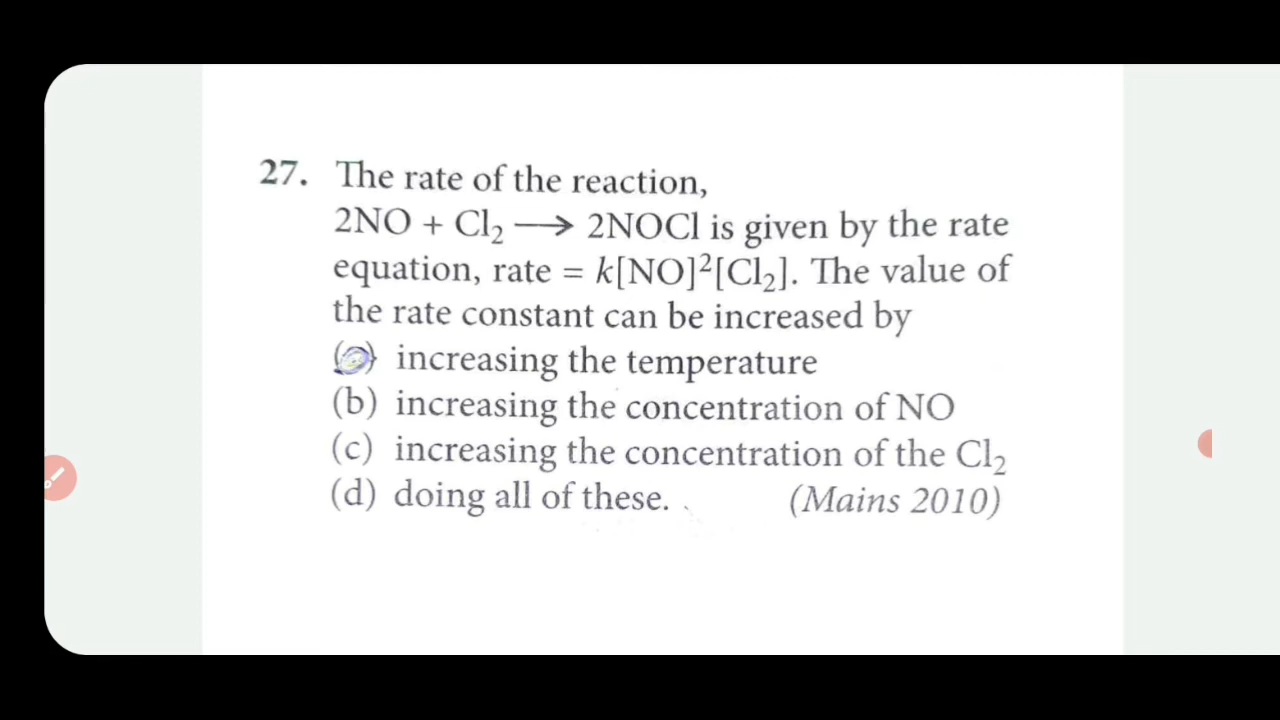 27. The rate of the reaction,
2NO + Cl₂ ⟶ 2NOCl is given by the rate
equation, rate = k[NO]²[Cl₂]. The value of
the rate constant can be increased by
( ) increasing the temperature
(b) increasing the concentration of NO
(c) increasing the concentration of the Cl₂
(d) doing all of these. (Mains 2010)